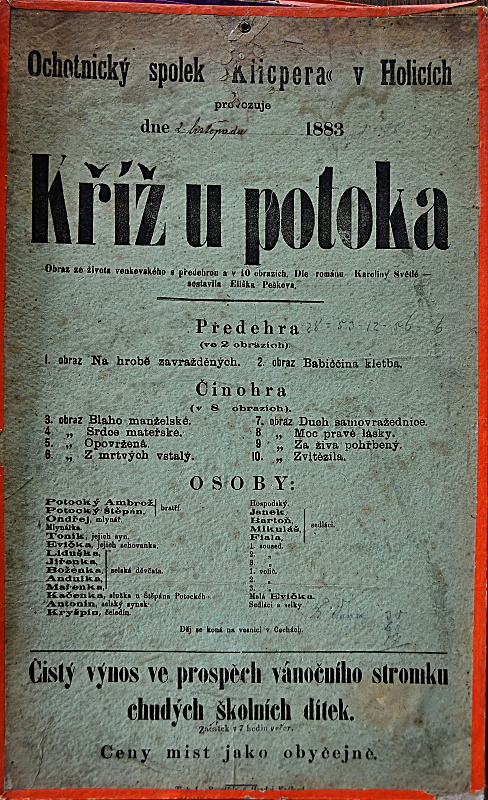 Ochotnický spolek „Klicpera“ v Holicích
provozuje
dne 2 listopadu 1883
Kříž u potoka
Obraz ze života venkovského s předehrou a v 10 obrazích. Dle románu Karoliny Světlé —
sestavila Eliška Pešková.
Předehra
(ve 2 obrazích).
1. obraz Na hrobě zavražděných. 2. obraz Babiččina kletba.
Činohra
(v 8 obrazích).
3. obraz Blaho manželské. 7. obraz Duch samovražednice.
4. „ Srdce mateřské. 8 „ Moc pravé lásky.
5. „ Opovržená. 9 „ Za živa pohřbený.
6. „ Z mrtvých vstalý. 10. „ Zvítězila.
OSOBY:
Potocký Ambrož,
Potocký Štěpán, bratří.
Ondřej, mlynář.
Mlynářka.
Toník, jejich syn.
Evička, jejich schovanka.
Liduška,
Jiřenka,
Boženka, selská děvčata.
Andulka,
Mařenka,
Kačenka, služka u Štěpána Potockého
Antonín, selský synek.
Kryšpín, čeledín.
Hospodský.
Janek,
Bartoň,
Mikuláš, sedláci.
Fiala,
1. soused.
2. „
3. „
1. volič.
2. „
3. „
Malá Evička.
Sedláci a selky.
Děj se koná na vesnici v Čechách.
Čistý výnos ve prospěch vánočního stromku
chudých školních dítek.
Začátek v 7 hodin večer.
Ceny míst jako obyčejně.